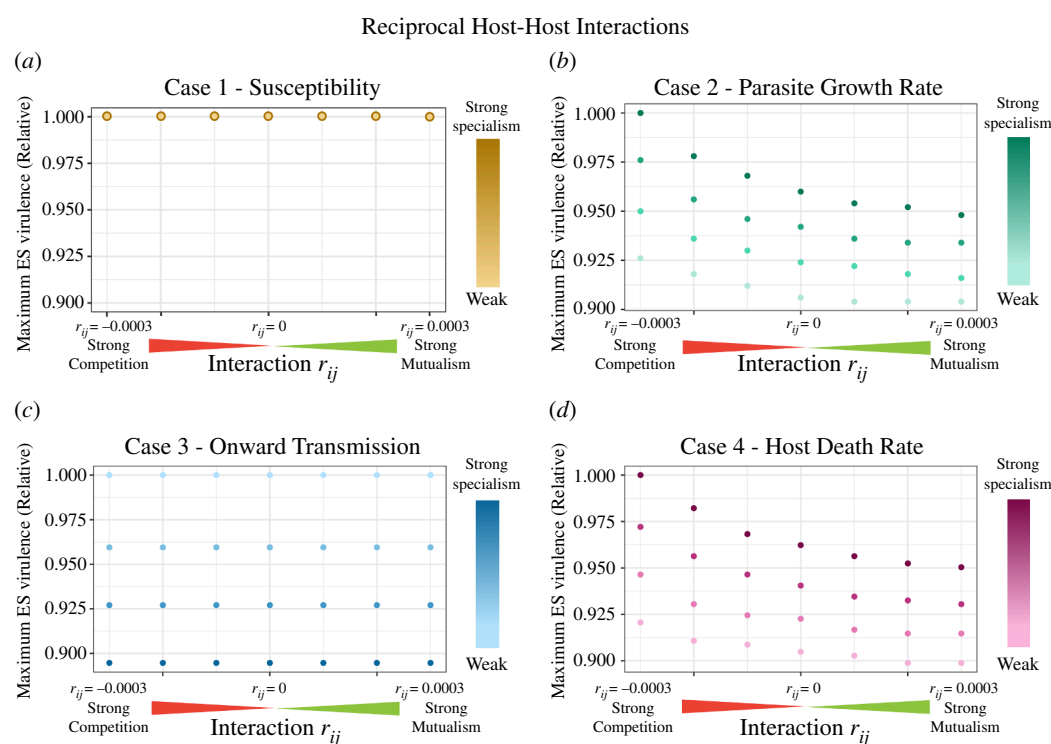 Reciprocal Host-Host Interactions
(a)
Case 1 - Susceptibility
Maximum ES virulence (Relative)
1.000
0.975
0.950
0.925
0.900
Strong
specialism
Weak
r_ij = −0.0003
r_ij = 0
r_ij = 0.0003
Strong
Competition
Interaction r_ij
Strong
Mutualism
(b)
Case 2 - Parasite Growth Rate
Maximum ES virulence (Relative)
1.000
0.975
0.950
0.925
0.900
Strong
specialism
Weak
r_ij = −0.0003
r_ij = 0
r_ij = 0.0003
Strong
Competition
Interaction r_ij
Strong
Mutualism
(c)
Case 3 - Onward Transmission
Maximum ES virulence (Relative)
1.000
0.975
0.950
0.925
0.900
Strong
specialism
Weak
r_ij = −0.0003
r_ij = 0
r_ij = 0.0003
Strong
Competition
Interaction r_ij
Strong
Mutualism
(d)
Case 4 - Host Death Rate
Maximum ES virulence (Relative)
1.000
0.975
0.950
0.925
0.900
Strong
specialism
Weak
r_ij = −0.0003
r_ij = 0
r_ij = 0.0003
Strong
Competition
Interaction r_ij
Strong
Mutualism